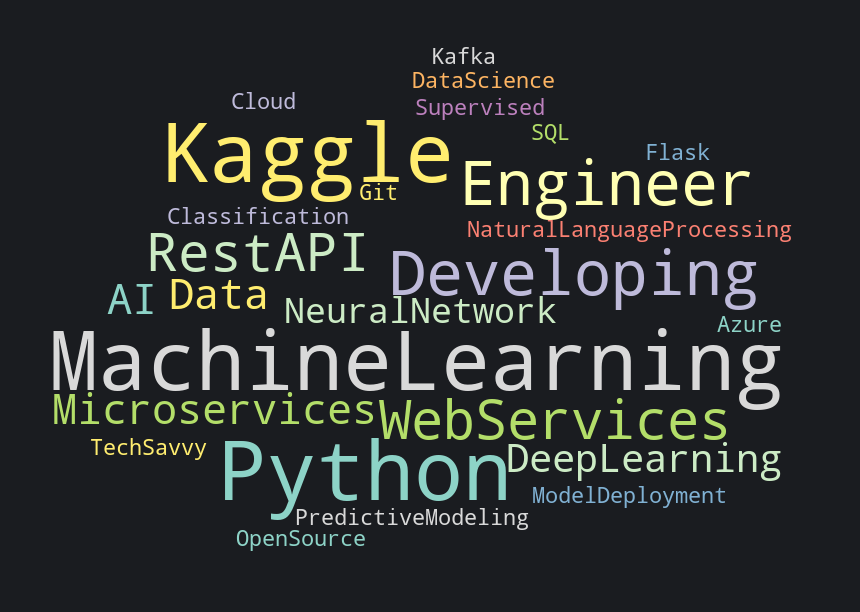 Kafka
DataScience
Cloud
Supervised
SQL
Kaggle
Flask
Engineer
Git
Classification
NaturalLanguageProcessing
RestAPI
Developing
AI
Data
NeuralNetwork
Azure
MachineLearning
Microservices
WebServices
TechSavvy
Python
DeepLearning
ModelDeployment
PredictiveModeling
OpenSource